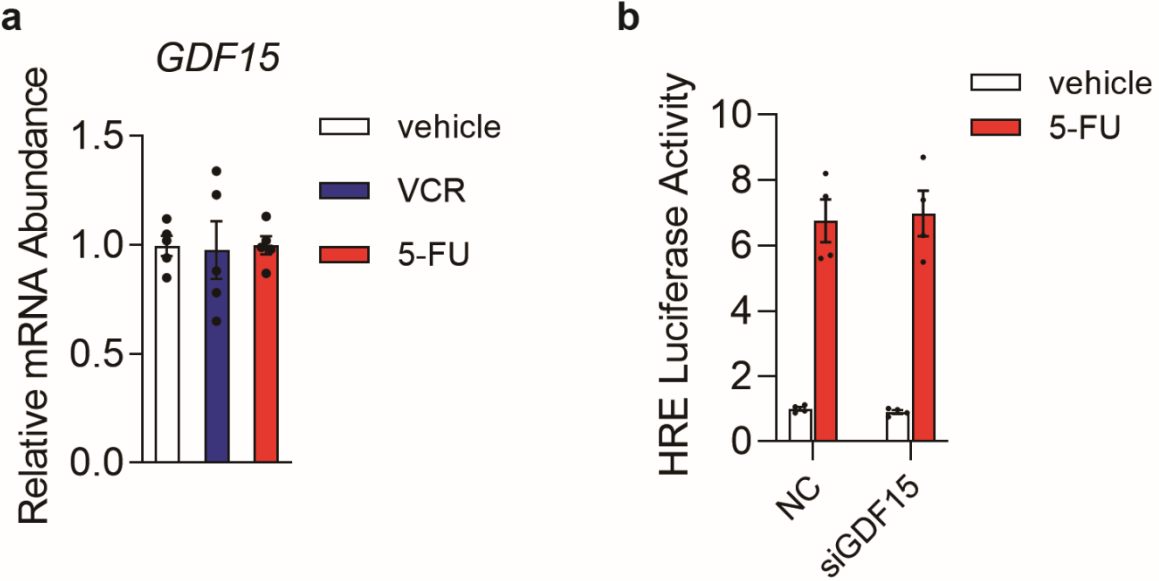 a
GDF15
Relative mRNA Abundance
1.5
1.0
0.5
0.0
vehicle
VCR
5-FU
b
HRE Luciferase Activity
10
8
6
4
2
0
NC
siGDF15
vehicle
5-FU